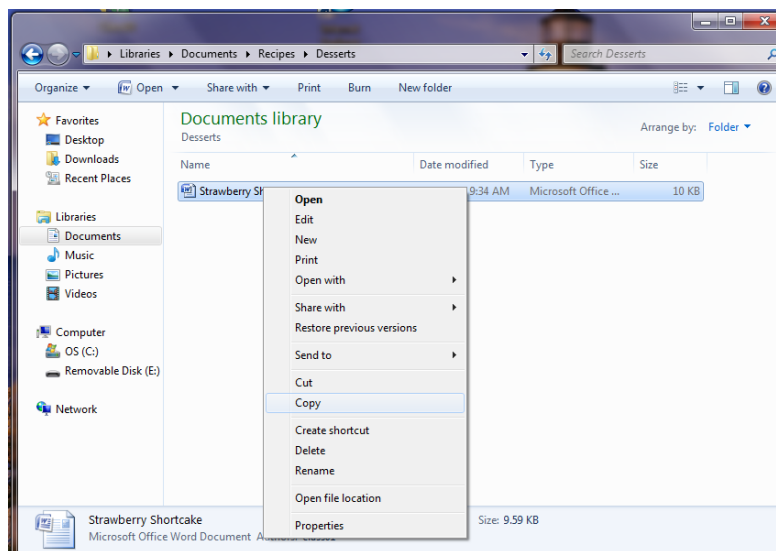 Libraries Documents Recipes Desserts
Search Desserts
Organize Open Share with Print Burn New folder
Favorites
Desktop
Downloads
Recent Places
Libraries
Documents
Music
Pictures
Videos
Computer
OS (C:)
Removable Disk (E:)
Network
Documents library
Desserts
Arrange by: Folder
Name Date modified Type Size
Strawberry 9:34 AM Microsoft Office ... 10 KB
Open
Edit
New
Print
Open with
Share with
Restore previous versions
Send to
Cut
Copy
Create shortcut
Delete
Rename
Open file location
Properties
Strawberry Shortcake Size: 9.59 KB
Microsoft Office Word Document